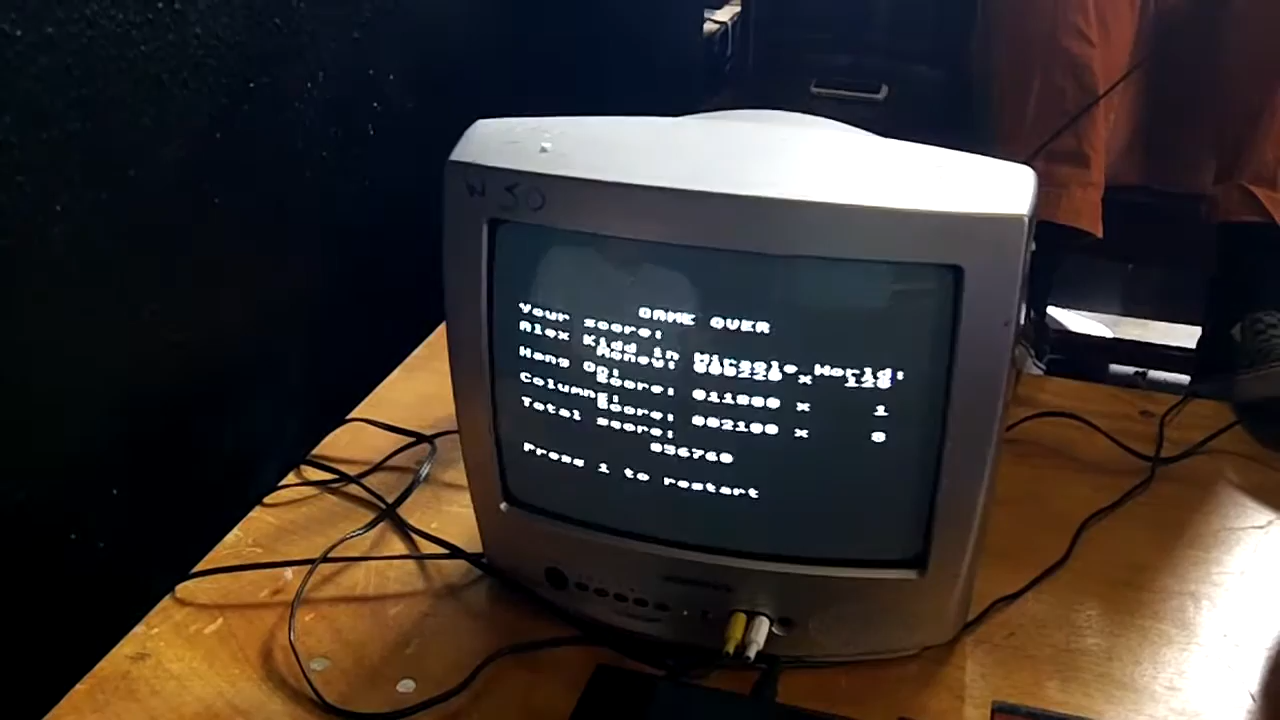 W 50
GAME OVER
Your score:
Alex Kidd in Miracle World:
Money: 000220 x 128
Hang On:
Score: 011800 x 1
Columns:
Score: 002100 x 8
Total score:
056760
Press 1 to restart